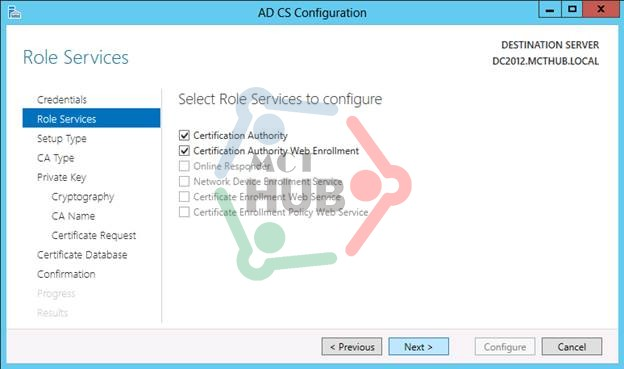 AD CS Configuration
Role Services
DESTINATION SERVER
DC2012.MCTHUB.LOCAL
Credentials
Role Services
Setup Type
CA Type
Private Key
Cryptography
CA Name
Certificate Request
Certificate Database
Confirmation
Progress
Results
Select Role Services to configure
Certification Authority
Certification Authority Web Enrollment
Online Responder
Network Device Enrollment Service
Certificate Enrollment Web Service
Certificate Enrollment Policy Web Service
MCT
HUB
< Previous
Next >
Configure
Cancel